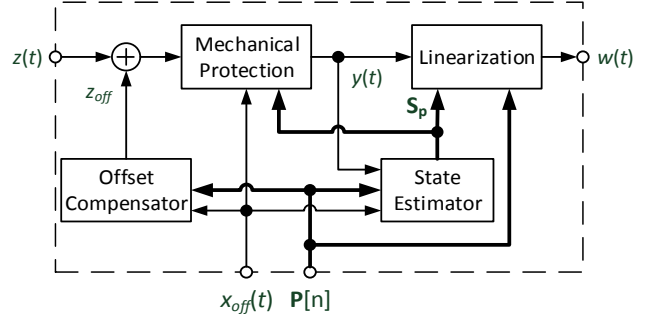 z(t)
+
Mechanical
Protection
y(t)
Linearization
w(t)
z_off
S_p
Offset
Compensator
State
Estimator
x_off(t)
P[n]